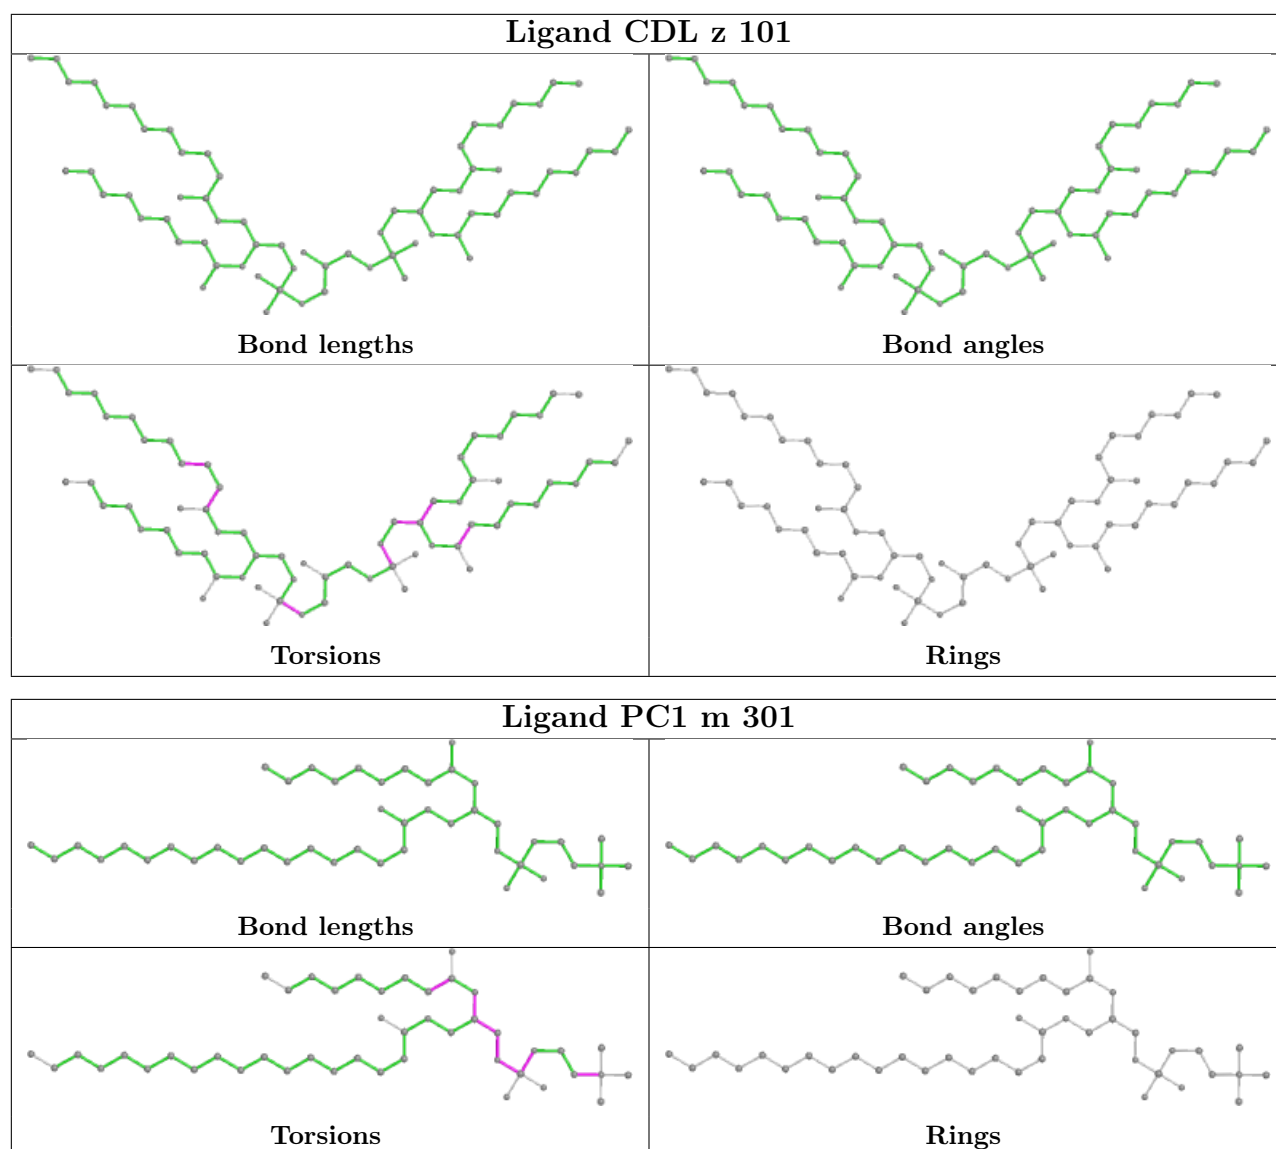 Ligand CDL z 101
Bond lengths
Bond angles
Torsions
Rings
Ligand PC1 m 301
Bond lengths
Bond angles
Torsions
Rings